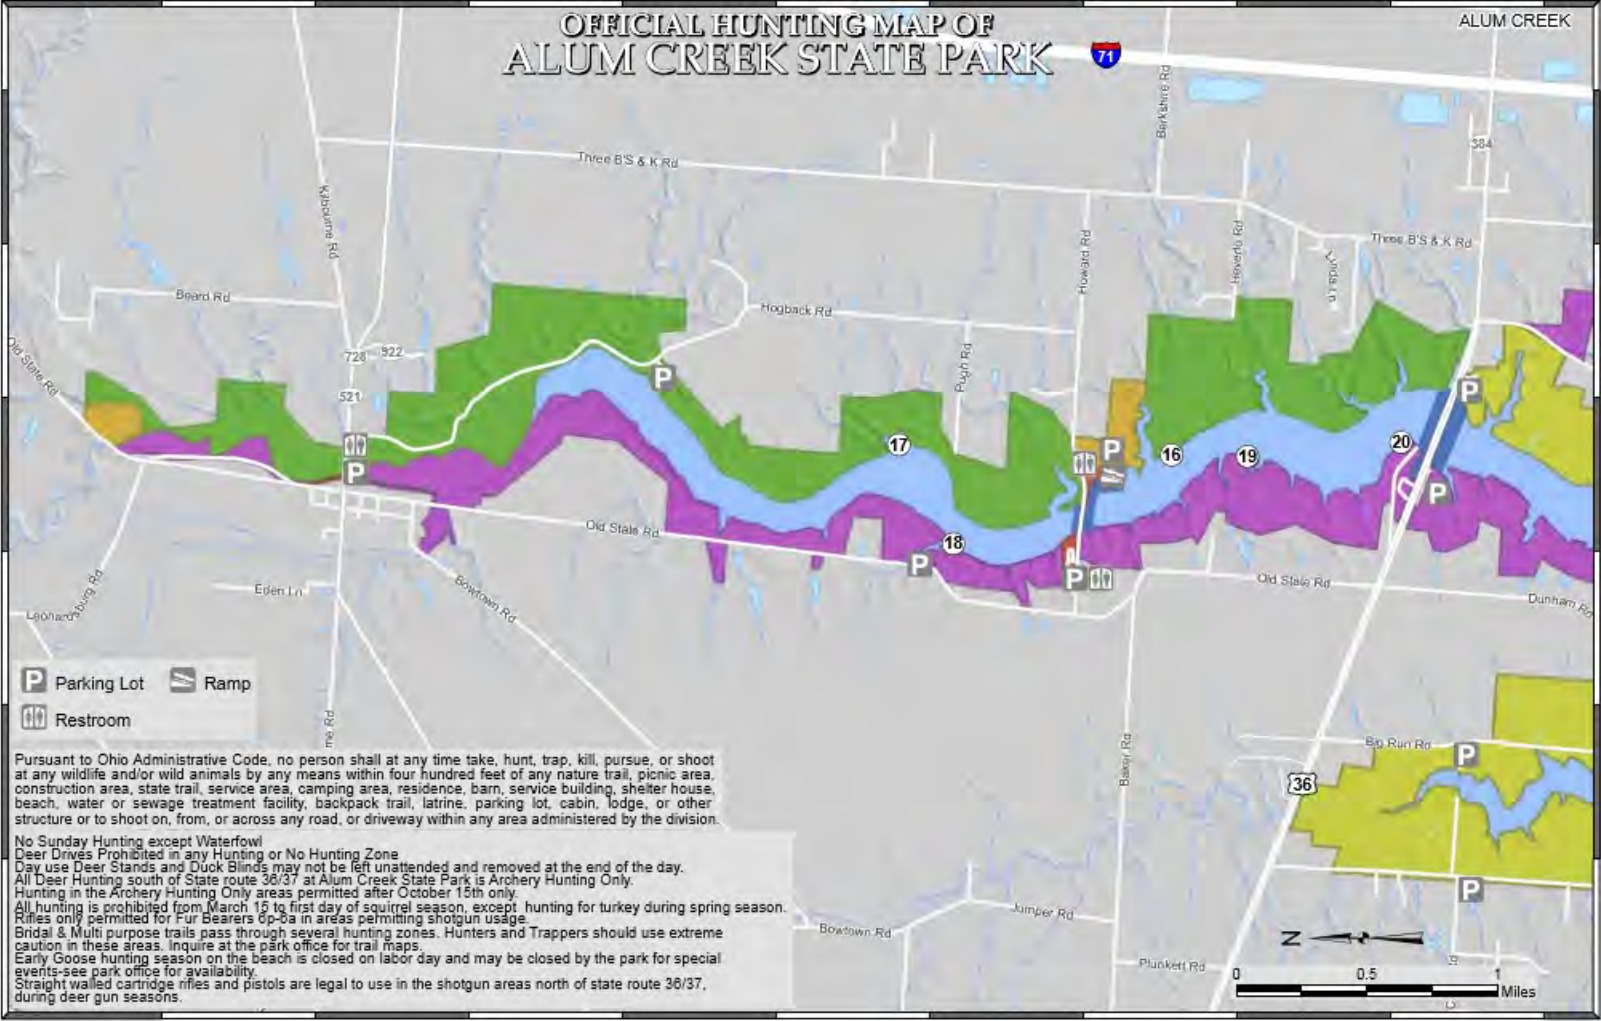 OFFICIAL HUNTING MAP OF
ALUM CREEK STATE PARK
ALUM CREEK
71
Berkshire Rd
384
Three B'S & K Rd
Kilbourne Rd
Howard Rd
Heverlo Rd
Three B'S & K Rd
Linda Ln
Beard Rd
Hogback Rd
Old State Rd
728
922
Pugh Rd
521
P
P
17
P
16
19
20
P
P
Old State Rd
18
P
P
Old State Rd
Dunham Rd
Eden Ln
Bowtown Rd
Leonardsburg Rd
P Parking Lot
Ramp
Restroom
me Rd
Baker Rd
Big Run Rd
P
36
P
Pursuant to Ohio Administrative Code, no person shall at any time take, hunt, trap, kill, pursue, or shoot
at any wildlife and/or wild animals by any means within four hundred feet of any nature trail, picnic area,
construction area, state trail, service area, camping area, residence, barn, service building, shelter house,
beach, water or sewage treatment facility, backpack trail, latrine, parking lot, cabin, lodge, or other
structure or to shoot on, from, or across any road, or driveway within any area administered by the division.
No Sunday Hunting except Waterfowl
Deer Drives Prohibited in any Hunting or No Hunting Zone
Day use Deer Stands and Duck Blinds may not be left unattended and removed at the end of the day.
All Deer Hunting south of State route 36/37 at Alum Creek State Park is Archery Hunting Only.
Hunting in the Archery Hunting Only areas permitted after October 15th only.
All hunting is prohibited from March 15 to first day of squirrel season, except hunting for turkey during spring season.
Rifles only permitted for Fur Bearers 6p-6a in areas permitting shotgun usage.
Bridal & Multi purpose trails pass through several hunting zones. Hunters and Trappers should use extreme
caution in these areas. Inquire at the park office for trail maps.
Early Goose hunting season on the beach is closed on labor day and may be closed by the park for special
events-see park office for availability.
Straight walled cartridge rifles and pistols are legal to use in the shotgun areas north of state route 36/37,
during deer gun seasons.
Jumper Rd
Bowtown Rd
Plunkett Rd
N
0 0.5 1
Miles